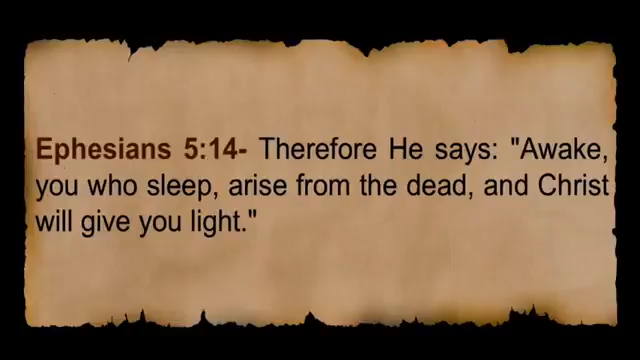 Ephesians 5:14- Therefore He says: "Awake,
you who sleep, arise from the dead, and Christ
will give you light."